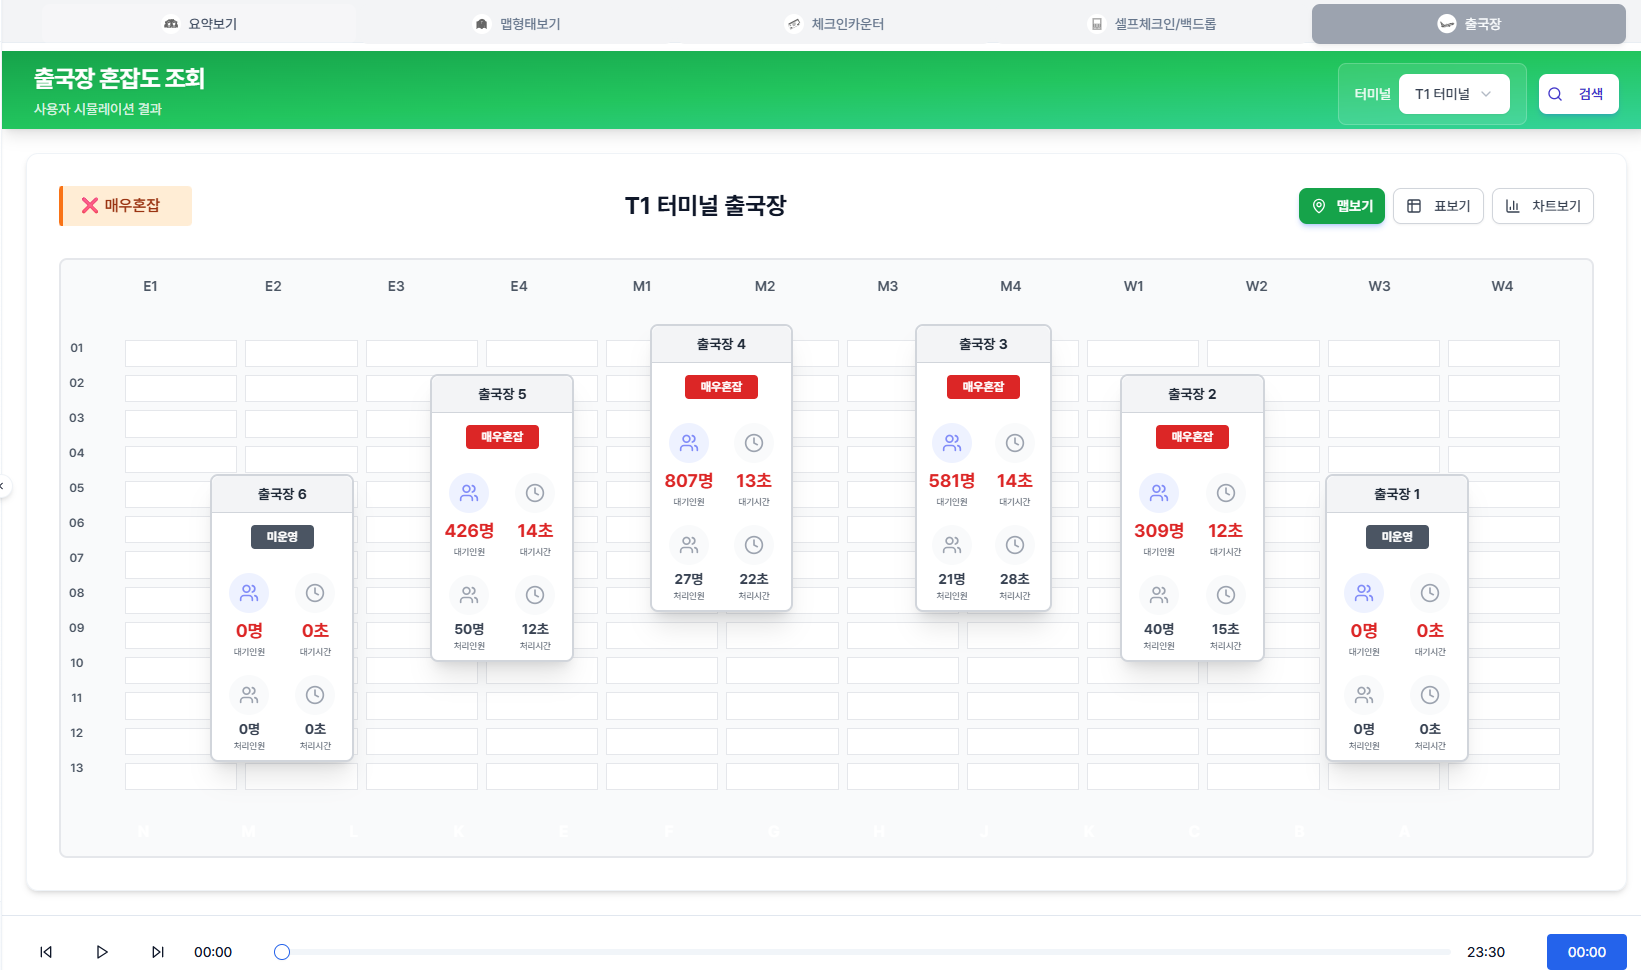 요약보기
맵형태보기
체크인카운터
셀프체크인/백드롭
출국장
출국장 혼잡도 조회
사용자 시뮬레이션 결과
터미널
T1 터미널
검색
매우혼잡
T1 터미널 출국장
맵보기
표보기
차트보기
E1 E2 E3 E4 M1 M2 M3 M4 W1 W2 W3 W4
01
02
03
04
05
06
07
08
09
10
11
12
13
출국장 6
미운영
0명 0초
대기인원 대기시간
0명 0초
처리인원 처리시간
출국장 5
매우혼잡
426명 14초
대기인원 대기시간
50명 12초
처리인원 처리시간
출국장 4
매우혼잡
807명 13초
대기인원 대기시간
27명 22초
처리인원 처리시간
출국장 3
매우혼잡
581명 14초
대기인원 대기시간
21명 28초
처리인원 처리시간
출국장 2
매우혼잡
309명 12초
대기인원 대기시간
40명 15초
처리인원 처리시간
출국장 1
미운영
0명 0초
대기인원 대기시간
0명 0초
처리인원 처리시간
N M L K E F G H J K C B A
00:00
23:30
00:00